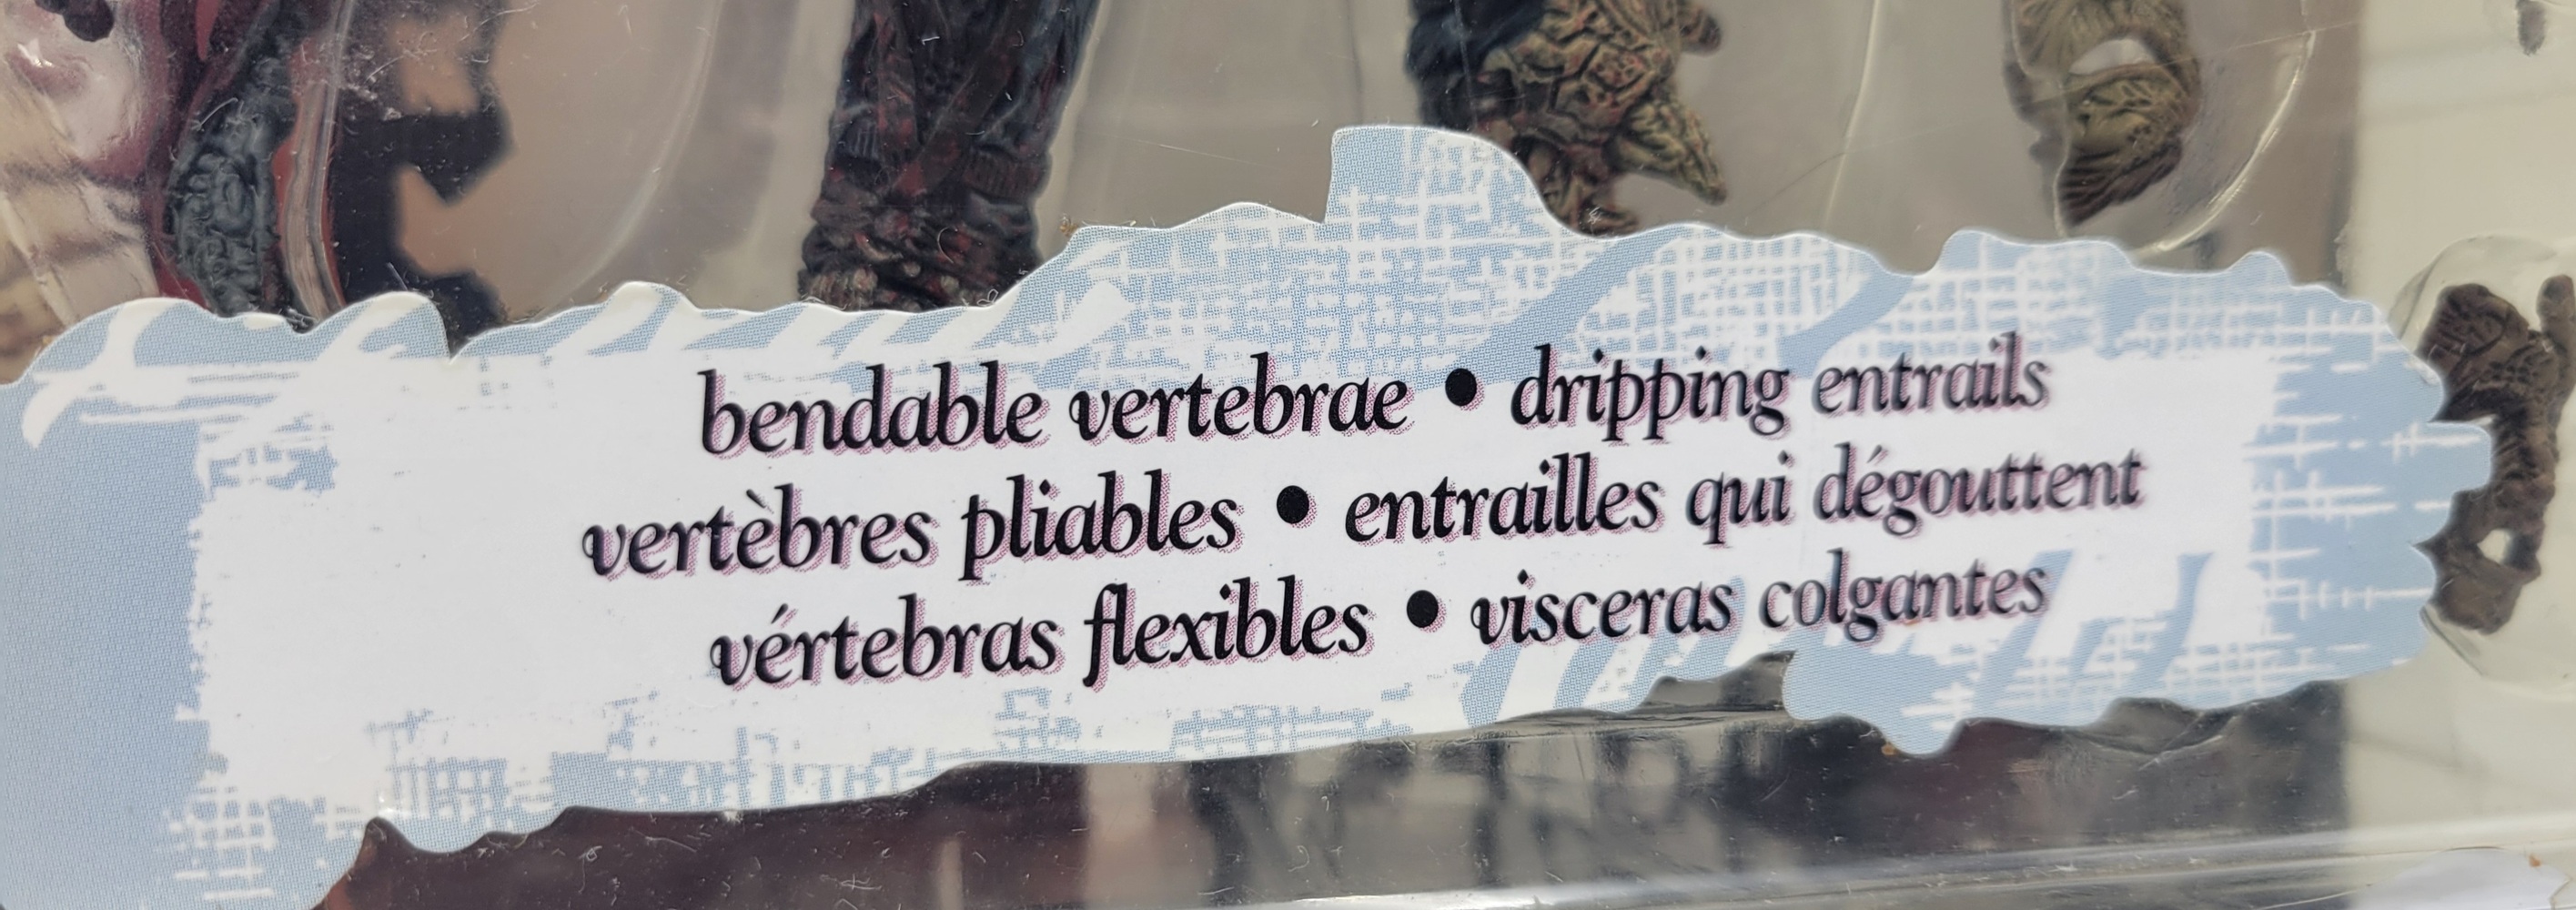 bendable vertebrae • dripping entrails
vertèbres pliables • entrailles qui dégouttent
vértebras flexibles • visceras colgantes